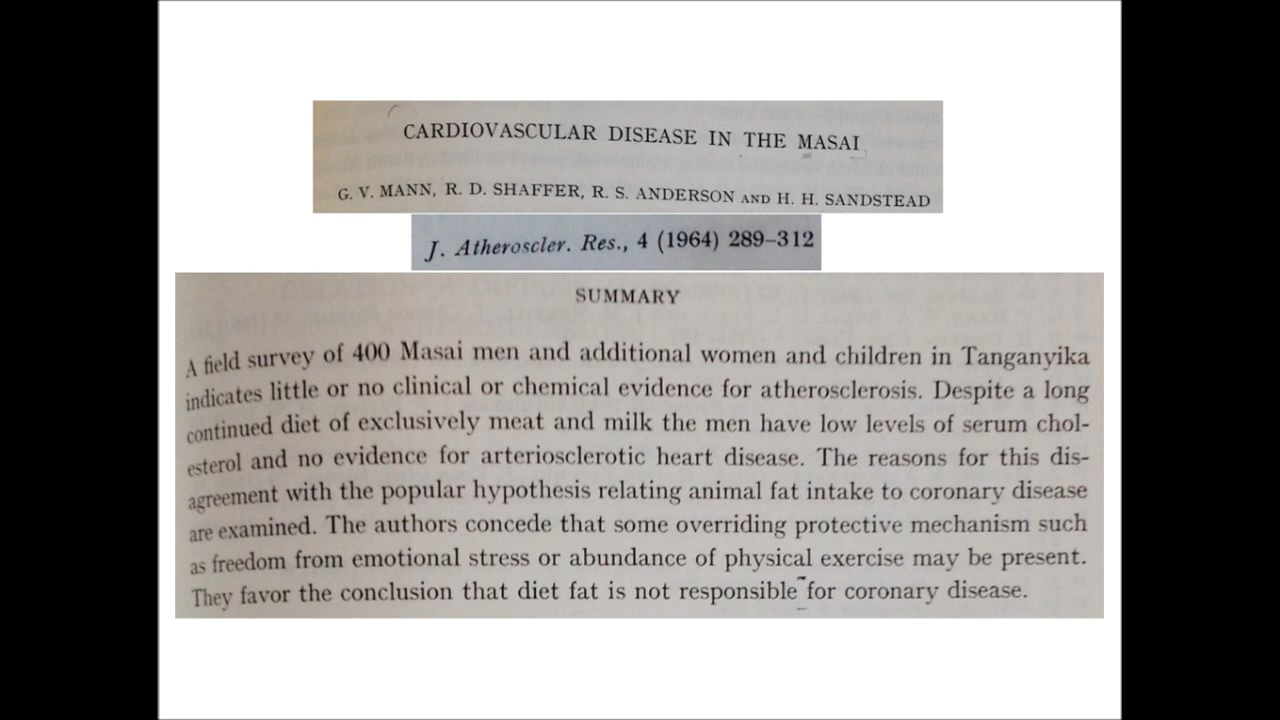 CARDIOVASCULAR DISEASE IN THE MASAI
G. V. MANN, R. D. SHAFFER, R. S. ANDERSON AND H. H. SANDSTEAD
J. Atheroscler. Res., 4 (1964) 289–312
SUMMARY
A field survey of 400 Masai men and additional women and children in Tanganyika
indicates little or no clinical or chemical evidence for atherosclerosis. Despite a long
continued diet of exclusively meat and milk the men have low levels of serum chol-
esterol and no evidence for arteriosclerotic heart disease. The reasons for this dis-
agreement with the popular hypothesis relating animal fat intake to coronary disease
are examined. The authors concede that some overriding protective mechanism such
as freedom from emotional stress or abundance of physical exercise may be present.
They favor the conclusion that diet fat is not responsible for coronary disease.